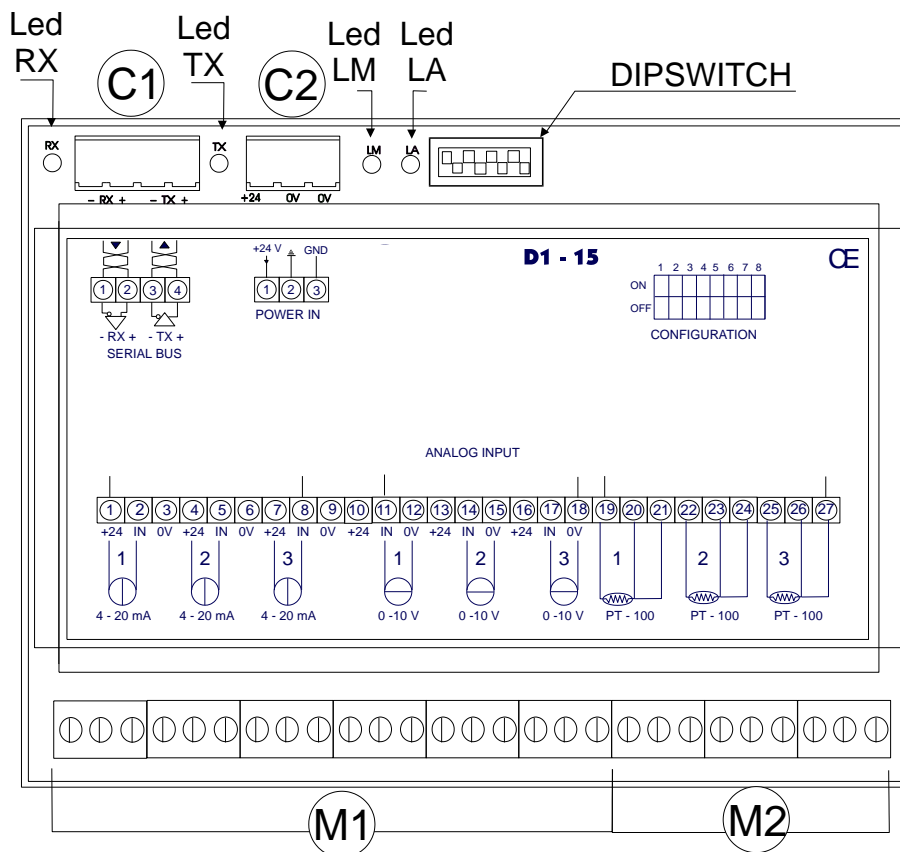 Led RX
Led TX
Led LM
Led LA
C1
C2
DIPSWITCH
RX
TX
LM
LA
- RX + - TX +
+24 0V 0V
D1 - 15
CE
+24 V GND
1 2 3 4
1 2 3
- RX + - TX +
SERIAL BUS
POWER IN
1 2 3 4 5 6 7 8
ON
OFF
CONFIGURATION
ANALOG INPUT
1 2 3 4 5 6 7 8 9 10 11 12 13 14 15 16 17 18 19 20 21 22 23 24 25 26 27
+24 IN 0V +24 IN 0V +24 IN 0V +24 IN 0V +24 IN 0V +24 IN 0V
1 2 3 1 2 3 1 2 3
4 - 20 mA 4 - 20 mA 4 - 20 mA 0 -10 V 0 -10 V 0 -10 V PT - 100 PT - 100 PT - 100
M1
M2